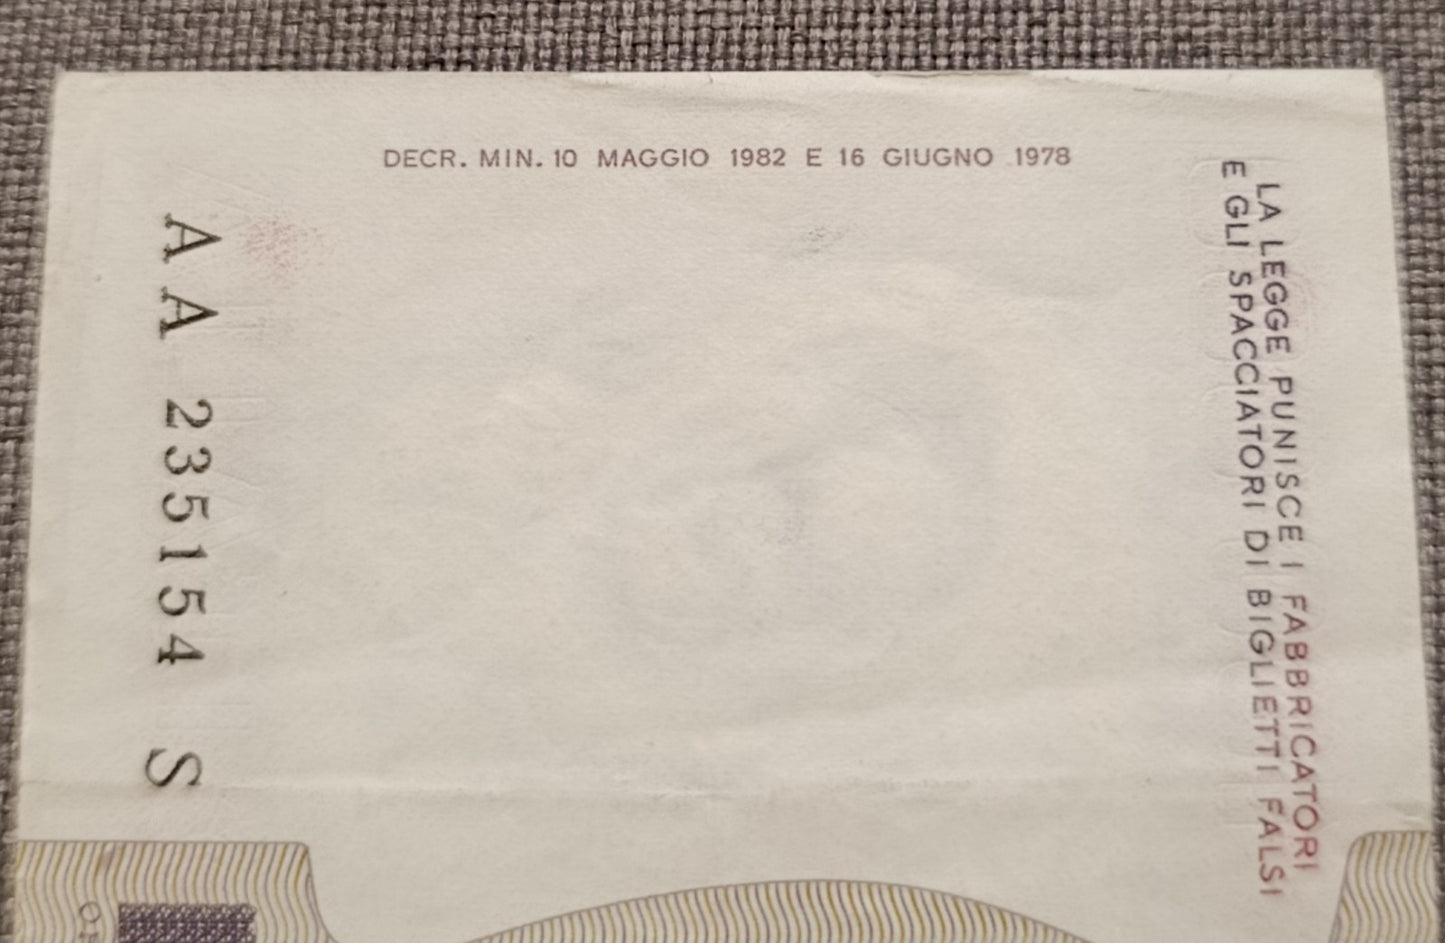 DECR. MIN. 10 MAGGIO 1982 E 16 GIUGNO 1978
AA 235154 S
LA LEGGE PUNISCE I FABBRICATORI
E GLI SPACCIATORI DI BIGLIETTI FALSI